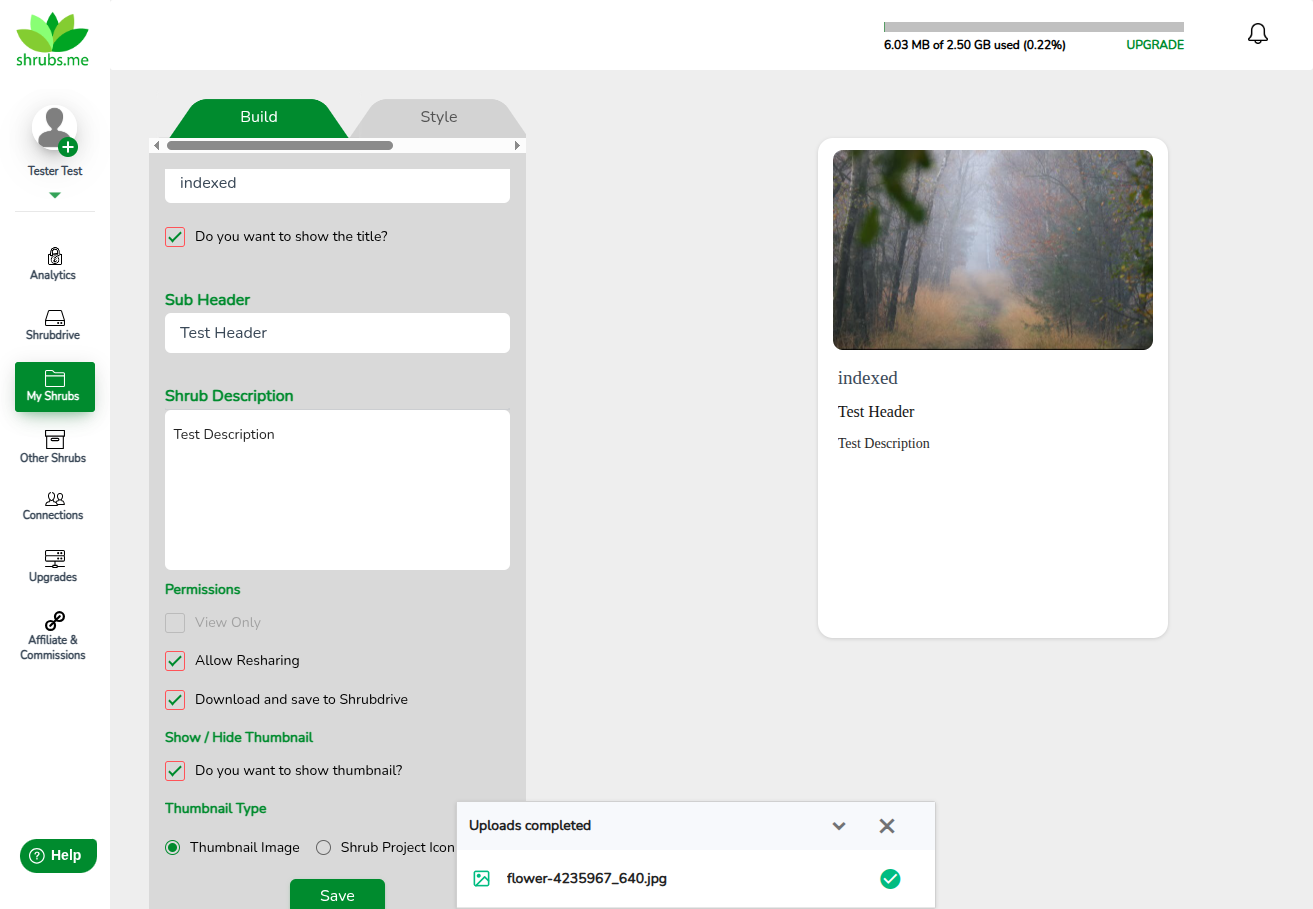 shrubs.me
6.03 MB of 2.50 GB used (0.22%)
UPGRADE
Tester Test
Analytics
Shrubdrive
My Shrubs
Other Shrubs
Connections
Upgrades
Affiliate &
Commissions
Help
Build
Style
indexed
Do you want to show the title?
Sub Header
Test Header
Shrub Description
Test Description
Permissions
View Only
Allow Resharing
Download and save to Shrubdrive
Show / Hide Thumbnail
Do you want to show thumbnail?
Thumbnail Type
Thumbnail Image
Shrub Project Icon
Save
indexed
Test Header
Test Description
Uploads completed
flower-4235967_640.jpg